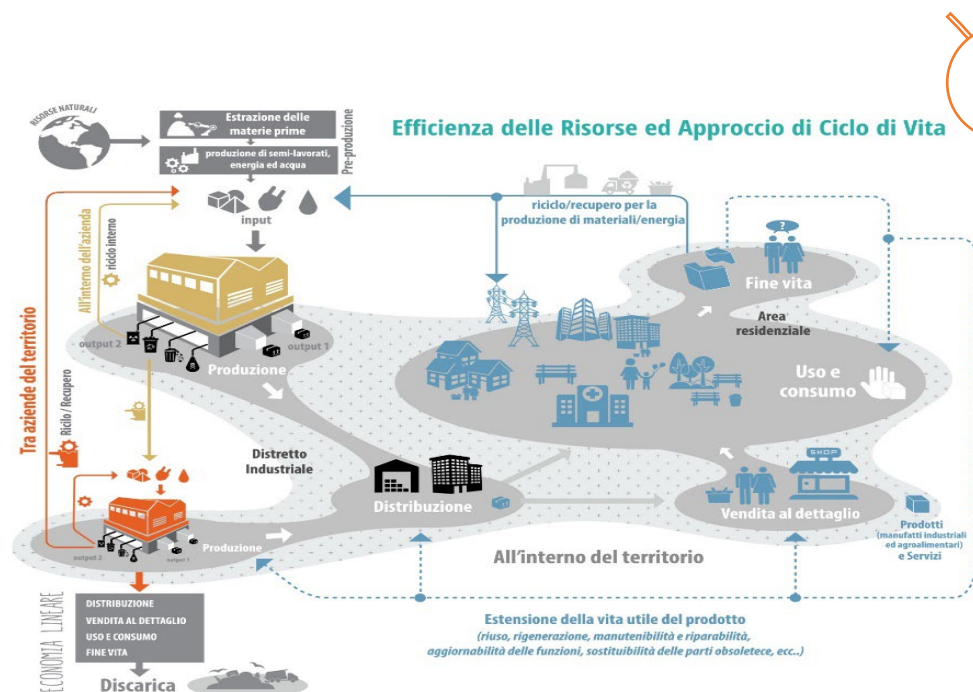 RISORSE NATURALI
Estrazione delle
materie prime
produzione di semi-lavorati,
energia ed acqua
Pre-produzione
Efficienza delle Risorse ed Approccio di Ciclo di Vita
input
riciclo/recupero per la
produzione di materiali/energia
All'interno dell'azienda
riciclo interno
Tra aziende del territorio
Riciclo / Recupero
output 2
output 1
Produzione
?
Fine vita
Area
residenziale
Uso e
consumo
Distretto
Industriale
Distribuzione
SHOP
Vendita al dettaglio
Prodotti
(manufatti industriali
ed agroalimentari)
e Servizi
output 2
output 1
Produzione
All'interno del territorio
ECONOMIA LINEARE
DISTRIBUZIONE
VENDITA AL DETTAGLIO
USO E CONSUMO
FINE VITA
Discarica
Estensione della vita utile del prodotto
(riuso, rigenerazione, manutenibilità e riparabilità,
aggiornabilità delle funzioni, sostituibilità delle parti obsoletece, ecc..)